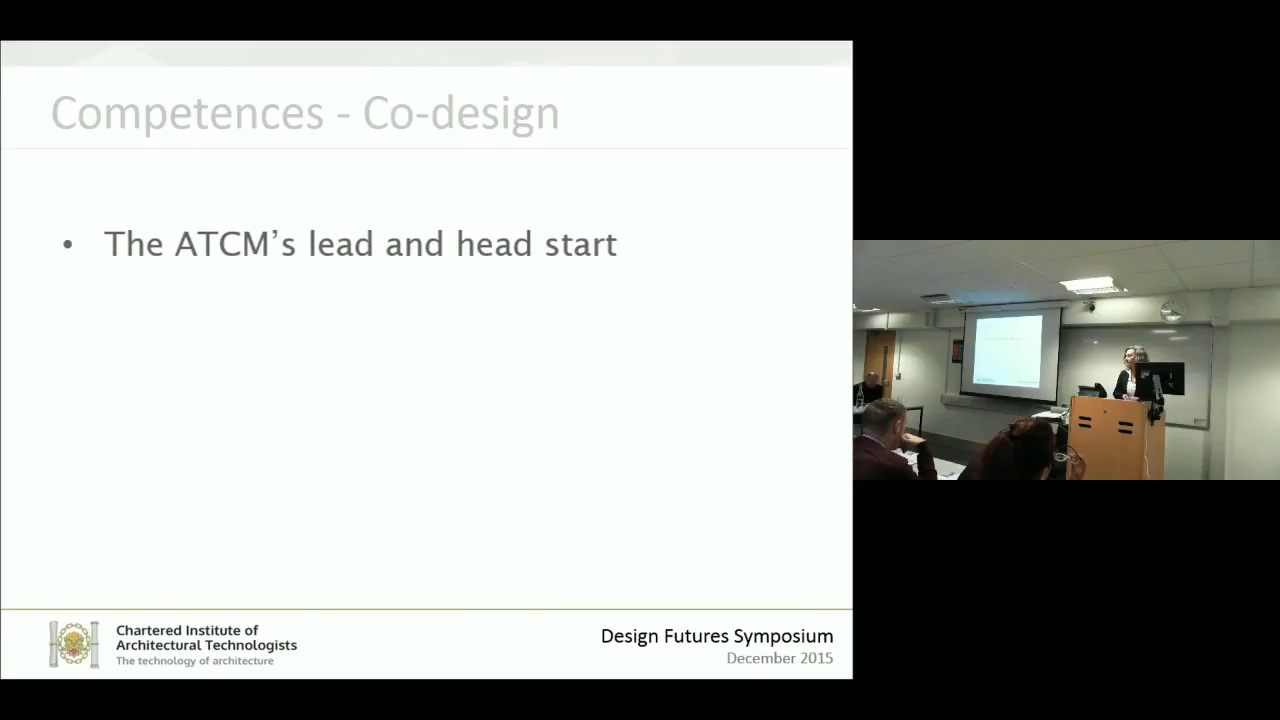 Competences - Co-design
• The ATCM’s lead and head start
Chartered Institute of
Architectural Technologists
The technology of architecture
Design Futures Symposium
December 2015